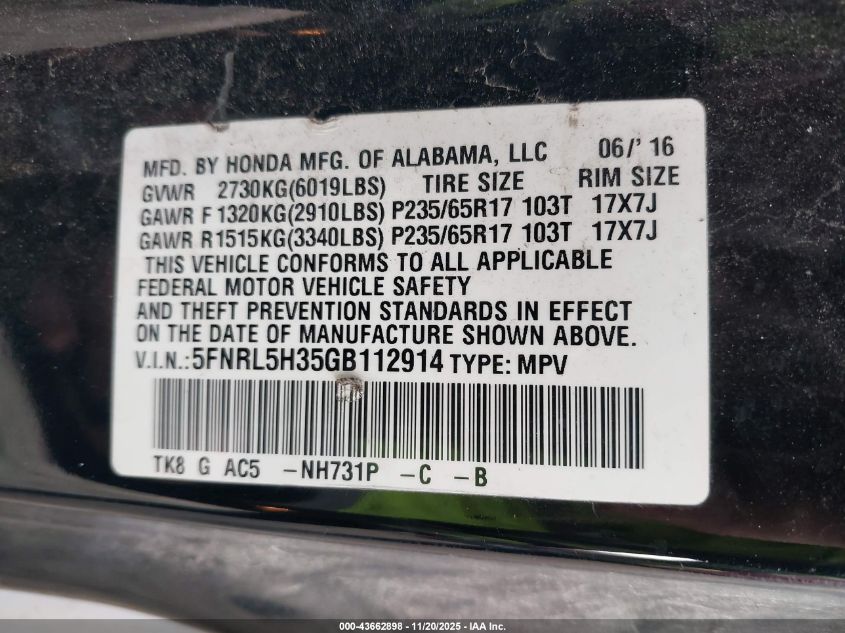 MFD. BY HONDA MFG. OF ALABAMA, LLC 06/' 16
GVWR 2730KG(6019LBS) TIRE SIZE RIM SIZE
GAWR F 1320KG(2910LBS) P235/65R17 103T 17X7J
GAWR R 1515KG(3340LBS) P235/65R17 103T 17X7J
THIS VEHICLE CONFORMS TO ALL APPLICABLE
FEDERAL MOTOR VEHICLE SAFETY
AND THEFT PREVENTION STANDARDS IN EFFECT
ON THE DATE OF MANUFACTURE SHOWN ABOVE.
V.I.N.:5FNRL5H35GB112914 TYPE: MPV
TK8 G AC5 -NH731P -C -B
000-43662898 - 11/20/2025 - IAA Inc.